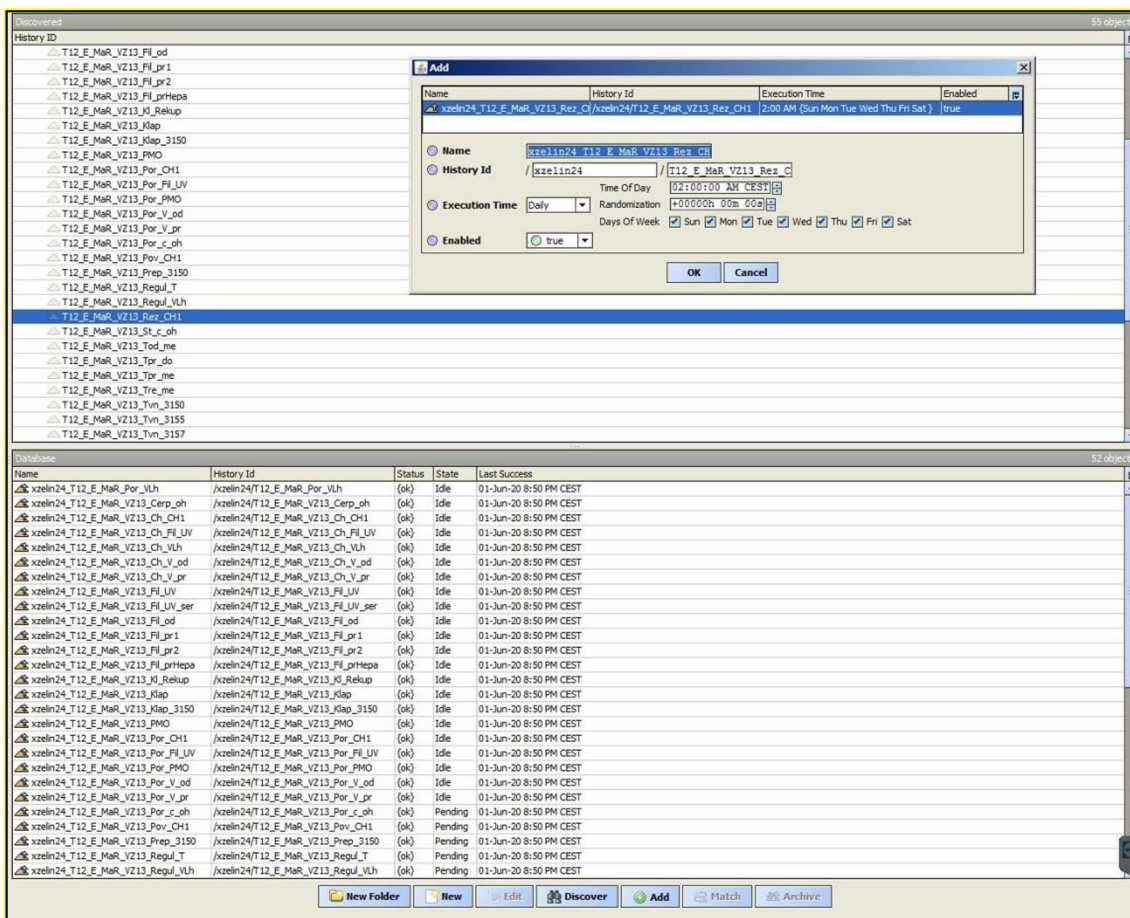 Discovered 55 object
History ID
T12_E_MaR_VZ13_Fil_od
T12_E_MaR_VZ13_Fil_pr1
T12_E_MaR_VZ13_Fil_pr2
T12_E_MaR_VZ13_Fil_prHepa
T12_E_MaR_VZ13_Kl_Rekup
T12_E_MaR_VZ13_Klap
T12_E_MaR_VZ13_Klap_3150
T12_E_MaR_VZ13_PMO
T12_E_MaR_VZ13_Por_CH1
T12_E_MaR_VZ13_Por_Fil_UV
T12_E_MaR_VZ13_Por_PMO
T12_E_MaR_VZ13_Por_V_od
T12_E_MaR_VZ13_Por_V_pr
T12_E_MaR_VZ13_Por_c_oh
T12_E_MaR_VZ13_Pov_CH1
T12_E_MaR_VZ13_Prep_3150
T12_E_MaR_VZ13_Regul_T
T12_E_MaR_VZ13_Regul_VLh
T12_E_MaR_VZ13_Rez_CH1
T12_E_MaR_VZ13_St_c_oh
T12_E_MaR_VZ13_Tod_me
T12_E_MaR_VZ13_Tpr_do
T12_E_MaR_VZ13_Tpr_me
T12_E_MaR_VZ13_Tre_me
T12_E_MaR_VZ13_Tvn_3150
T12_E_MaR_VZ13_Tvn_3155
T12_E_MaR_VZ13_Tvn_3157
Add
Name History Id Execution Time Enabled
xzelin24_T12_E_MaR_VZ13_Rez_Cl /xzelin24/T12_E_MaR_VZ13_Rez_CH1 2:00 AM {Sun Mon Tue Wed Thu Fri Sat } true
Name xzelin24_T12_E_MaR_VZ13_Rez_CH
History Id / xzelin24 / T12_E_MaR_VZ13_Rez_C
Time Of Day 02:00:00 AM CEST
Execution Time Daily Randomization +00000h 00m 00s
Days Of Week Sun Mon Tue Wed Thu Fri Sat
Enabled true
OK Cancel
Database 52 object
Name History Id Status State Last Success
xzelin24_T12_E_MaR_Por_VLh /xzelin24/T12_E_MaR_Por_VLh {ok} Idle 01-Jun-20 8:50 PM CEST
xzelin24_T12_E_MaR_VZ13_Cerp_oh /xzelin24/T12_E_MaR_VZ13_Cerp_oh {ok} Idle 01-Jun-20 8:50 PM CEST
xzelin24_T12_E_MaR_VZ13_Ch_CH1 /xzelin24/T12_E_MaR_VZ13_Ch_CH1 {ok} Idle 01-Jun-20 8:50 PM CEST
xzelin24_T12_E_MaR_VZ13_Ch_Fil_UV /xzelin24/T12_E_MaR_VZ13_Ch_Fil_UV {ok} Idle 01-Jun-20 8:50 PM CEST
xzelin24_T12_E_MaR_VZ13_Ch_VLh /xzelin24/T12_E_MaR_VZ13_Ch_VLh {ok} Idle 01-Jun-20 8:50 PM CEST
xzelin24_T12_E_MaR_VZ13_Ch_V_od /xzelin24/T12_E_MaR_VZ13_Ch_V_od {ok} Idle 01-Jun-20 8:50 PM CEST
xzelin24_T12_E_MaR_VZ13_Ch_V_pr /xzelin24/T12_E_MaR_VZ13_Ch_V_pr {ok} Idle 01-Jun-20 8:50 PM CEST
xzelin24_T12_E_MaR_VZ13_Fil_UV /xzelin24/T12_E_MaR_VZ13_Fil_UV {ok} Idle 01-Jun-20 8:50 PM CEST
xzelin24_T12_E_MaR_VZ13_Fil_UV_ser /xzelin24/T12_E_MaR_VZ13_Fil_UV_ser {ok} Idle 01-Jun-20 8:50 PM CEST
xzelin24_T12_E_MaR_VZ13_Fil_od /xzelin24/T12_E_MaR_VZ13_Fil_od {ok} Idle 01-Jun-20 8:50 PM CEST
xzelin24_T12_E_MaR_VZ13_Fil_pr1 /xzelin24/T12_E_MaR_VZ13_Fil_pr1 {ok} Idle 01-Jun-20 8:50 PM CEST
xzelin24_T12_E_MaR_VZ13_Fil_pr2 /xzelin24/T12_E_MaR_VZ13_Fil_pr2 {ok} Idle 01-Jun-20 8:50 PM CEST
xzelin24_T12_E_MaR_VZ13_Fil_prHepa /xzelin24/T12_E_MaR_VZ13_Fil_prHepa {ok} Idle 01-Jun-20 8:50 PM CEST
xzelin24_T12_E_MaR_VZ13_Kl_Rekup /xzelin24/T12_E_MaR_VZ13_Kl_Rekup {ok} Idle 01-Jun-20 8:50 PM CEST
xzelin24_T12_E_MaR_VZ13_Klap /xzelin24/T12_E_MaR_VZ13_Klap {ok} Idle 01-Jun-20 8:50 PM CEST
xzelin24_T12_E_MaR_VZ13_Klap_3150 /xzelin24/T12_E_MaR_VZ13_Klap_3150 {ok} Idle 01-Jun-20 8:50 PM CEST
xzelin24_T12_E_MaR_VZ13_PMO /xzelin24/T12_E_MaR_VZ13_PMO {ok} Idle 01-Jun-20 8:50 PM CEST
xzelin24_T12_E_MaR_VZ13_Por_CH1 /xzelin24/T12_E_MaR_VZ13_Por_CH1 {ok} Idle 01-Jun-20 8:50 PM CEST
xzelin24_T12_E_MaR_VZ13_Por_Fil_UV /xzelin24/T12_E_MaR_VZ13_Por_Fil_UV {ok} Idle 01-Jun-20 8:50 PM CEST
xzelin24_T12_E_MaR_VZ13_Por_PMO /xzelin24/T12_E_MaR_VZ13_Por_PMO {ok} Idle 01-Jun-20 8:50 PM CEST
xzelin24_T12_E_MaR_VZ13_Por_V_od /xzelin24/T12_E_MaR_VZ13_Por_V_od {ok} Idle 01-Jun-20 8:50 PM CEST
xzelin24_T12_E_MaR_VZ13_Por_V_pr /xzelin24/T12_E_MaR_VZ13_Por_V_pr {ok} Idle 01-Jun-20 8:50 PM CEST
xzelin24_T12_E_MaR_VZ13_Por_c_oh /xzelin24/T12_E_MaR_VZ13_Por_c_oh {ok} Pending 01-Jun-20 8:50 PM CEST
xzelin24_T12_E_MaR_VZ13_Pov_CH1 /xzelin24/T12_E_MaR_VZ13_Pov_CH1 {ok} Pending 01-Jun-20 8:50 PM CEST
xzelin24_T12_E_MaR_VZ13_Prep_3150 /xzelin24/T12_E_MaR_VZ13_Prep_3150 {ok} Pending 01-Jun-20 8:50 PM CEST
xzelin24_T12_E_MaR_VZ13_Regul_T /xzelin24/T12_E_MaR_VZ13_Regul_T {ok} Pending 01-Jun-20 8:50 PM CEST
xzelin24_T12_E_MaR_VZ13_Regul_VLh /xzelin24/T12_E_MaR_VZ13_Regul_VLh {ok} Pending 01-Jun-20 8:50 PM CEST
New Folder New Edit Discover Add Match Archive